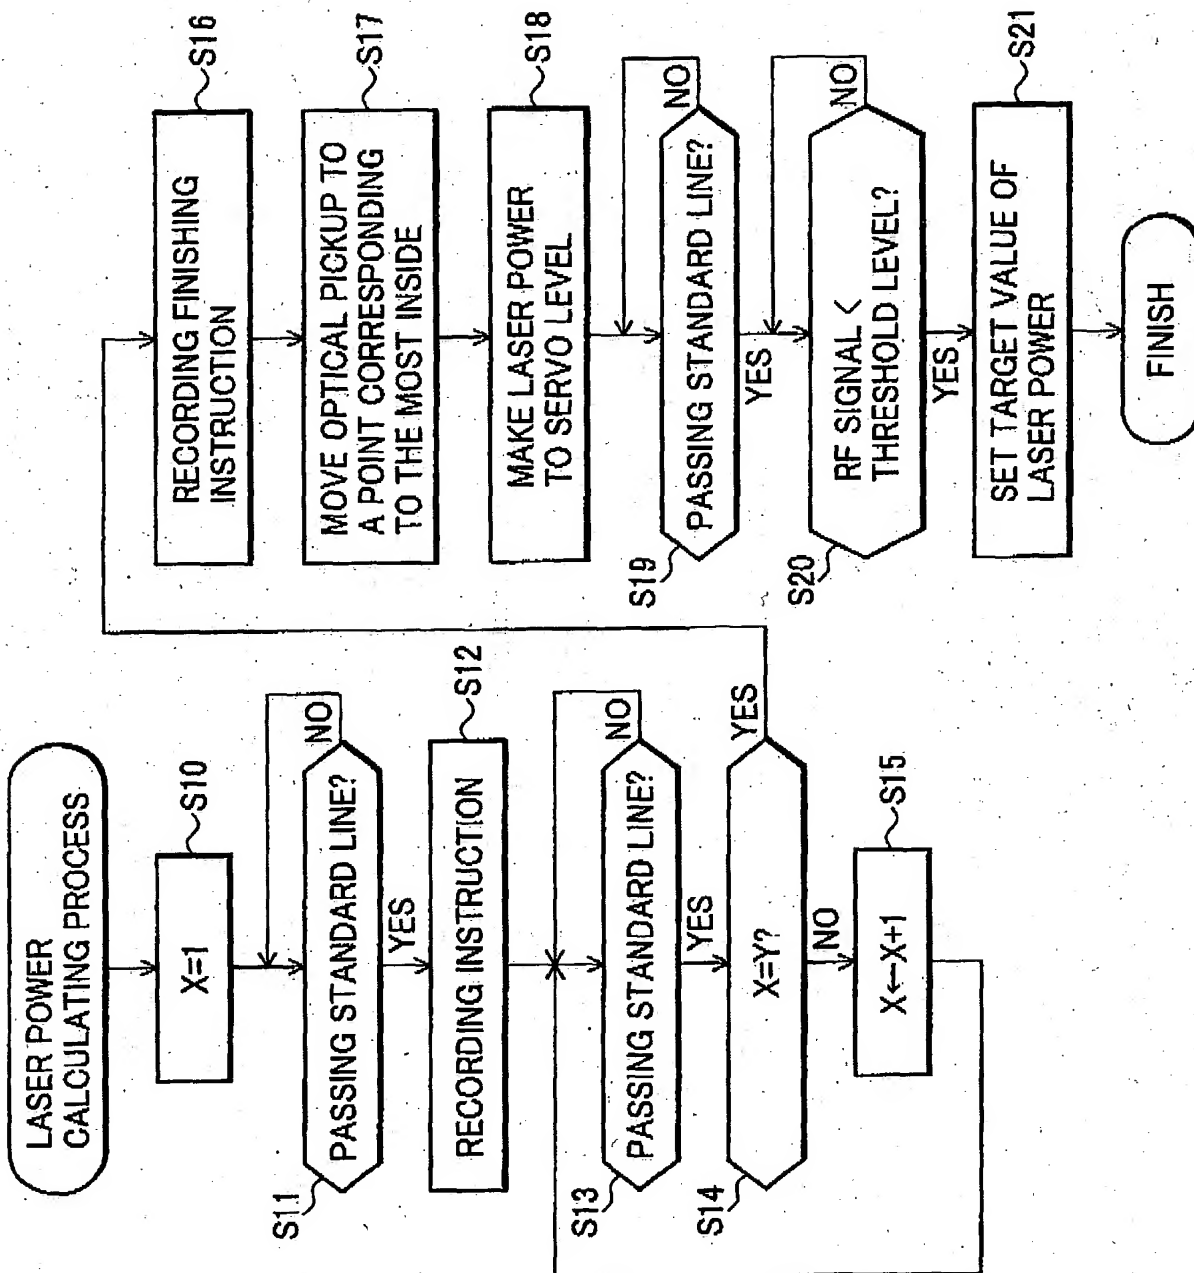 LASER POWER
CALCULATING PROCESS
X=1
S10
PASSING STANDARD LINE?
S11
NO
YES
RECORDING INSTRUCTION
S12
PASSING STANDARD LINE?
S13
NO
YES
X=Y?
S14
YES
NO
X←X+1
S15
RECORDING FINISHING
INSTRUCTION
S16
MOVE OPTICAL PICKUP TO
A POINT CORRESPONDING
TO THE MOST INSIDE
S17
MAKE LASER POWER
TO SERVO LEVEL
S18
PASSING STANDARD LINE?
S19
NO
YES
RF SIGNAL <
THRESHOLD LEVEL?
S20
NO
YES
SET TARGET VALUE OF
LASER POWER
S21
FINISH